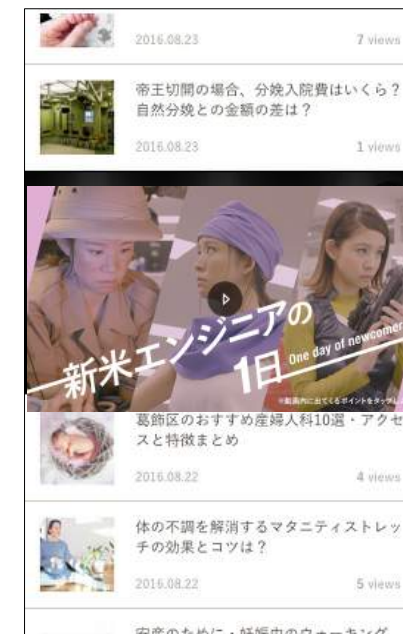 2016.08.23
7 views
帝王切開の場合、分娩入院費はいくら？
自然分娩との金額の差は？
2016.08.23
1 views
新米エンジニアの
1日
One day of newcomer
葛飾区のおすすめ産婦人科10選・アクセ
スと特徴まとめ
2016.08.22
4 views
体の不調を解消するマタニティストレッ
チの効果とコツは？
2016.08.22
5 views